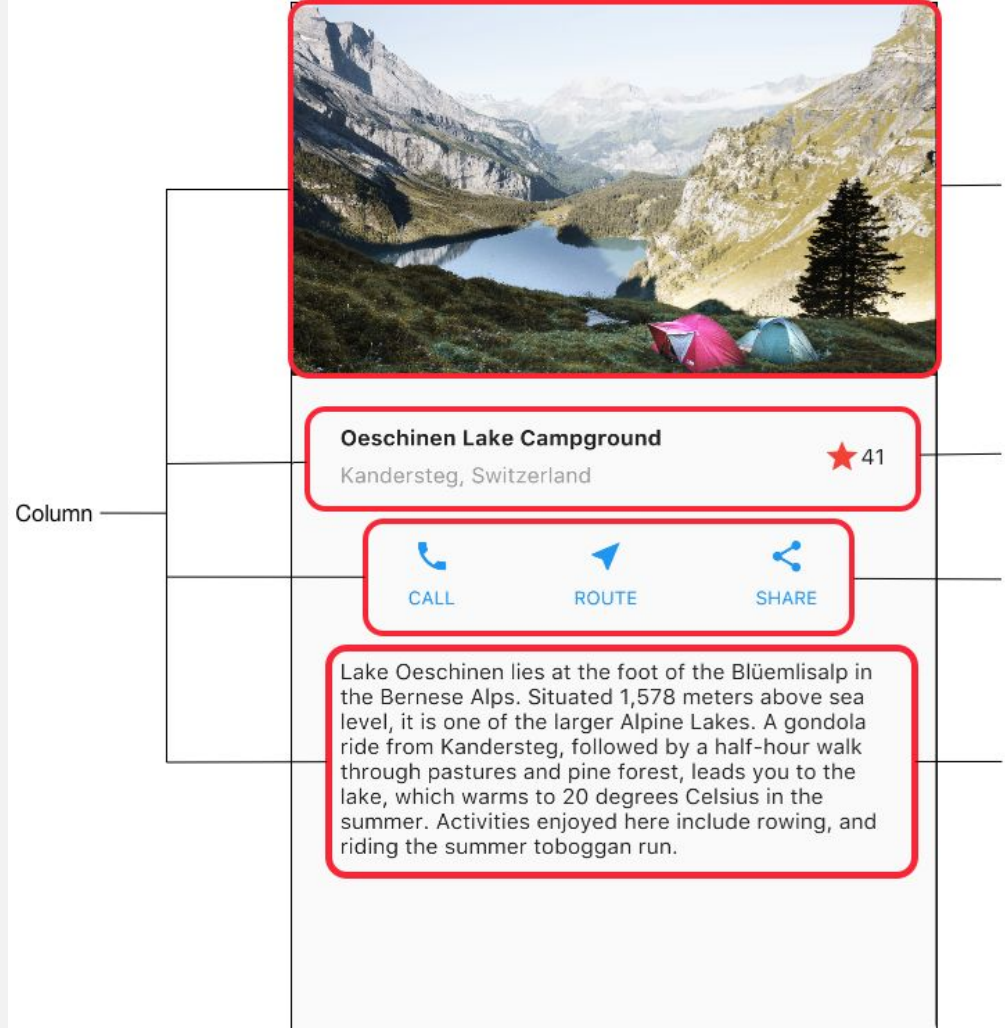 Oeschinen Lake Campground
Kandersteg, Switzerland
41
Column
CALL
ROUTE
SHARE
Lake Oeschinen lies at the foot of the Blüemlisalp in
the Bernese Alps. Situated 1,578 meters above sea
level, it is one of the larger Alpine Lakes. A gondola
ride from Kandersteg, followed by a half-hour walk
through pastures and pine forest, leads you to the
lake, which warms to 20 degrees Celsius in the
summer. Activities enjoyed here include rowing, and
riding the summer toboggan run.